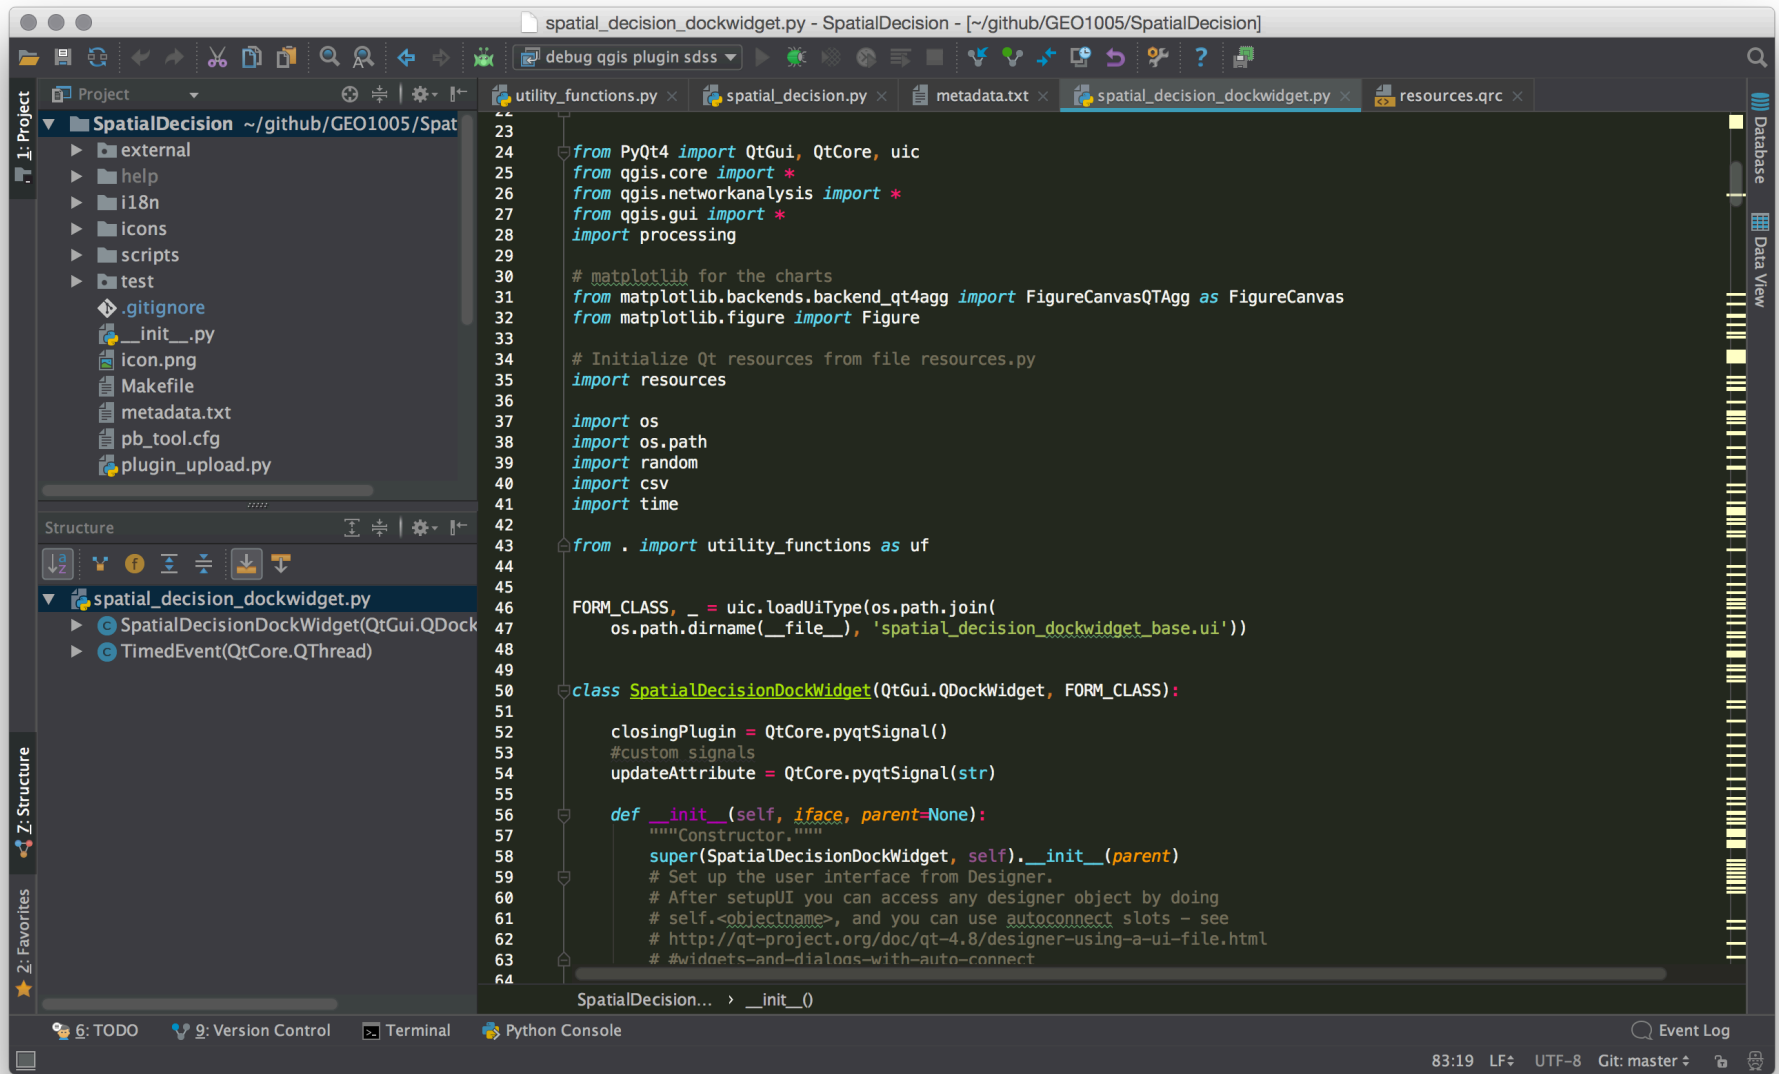 spatial_decision_dockwidget.py - SpatialDecision - [~/github/GEO1005/SpatialDecision]
debug qgis plugin sdss
1: Project
Project
SpatialDecision ~/github/GEO1005/Spat
external
help
i18n
icons
scripts
test
.gitignore
__init__.py
icon.png
Makefile
metadata.txt
pb_tool.cfg
plugin_upload.py
Structure
spatial_decision_dockwidget.py
SpatialDecisionDockWidget(QtGui.QDock
TimedEvent(QtCore.QThread)
Z: Structure
2: Favorites
utility_functions.py
spatial_decision.py
metadata.txt
spatial_decision_dockwidget.py
resources.qrc
22
23
24 from PyQt4 import QtGui, QtCore, uic
25 from qgis.core import *
26 from qgis.networkanalysis import *
27 from qgis.gui import *
28 import processing
29
30 # matplotlib for the charts
31 from matplotlib.backends.backend_qt4agg import FigureCanvasQTAgg as FigureCanvas
32 from matplotlib.figure import Figure
33
34 # Initialize Qt resources from file resources.py
35 import resources
36
37 import os
38 import os.path
39 import random
40 import csv
41 import time
42
43 from . import utility_functions as uf
44
45
46 FORM_CLASS, _ = uic.loadUiType(os.path.join(
47 os.path.dirname(__file__), 'spatial_decision_dockwidget_base.ui'))
48
49
50 class SpatialDecisionDockWidget(QtGui.QDockWidget, FORM_CLASS):
51
52 closingPlugin = QtCore.pyqtSignal()
53 #custom signals
54 updateAttribute = QtCore.pyqtSignal(str)
55
56 def __init__(self, iface, parent=None):
57 """Constructor."""
58 super(SpatialDecisionDockWidget, self).__init__(parent)
59 # Set up the user interface from Designer.
60 # After setupUI you can access any designer object by doing
61 # self.<objectname>, and you can use autoconnect slots - see
62 # http://qt-project.org/doc/qt-4.8/designer-using-a-ui-file.html
63 # #widgets-and-dialogs-with-auto-connect
64
SpatialDecision... › __init__()
Database
Data View
6: TODO
9: Version Control
Terminal
Python Console
Event Log
83:19 LF UTF-8 Git: master